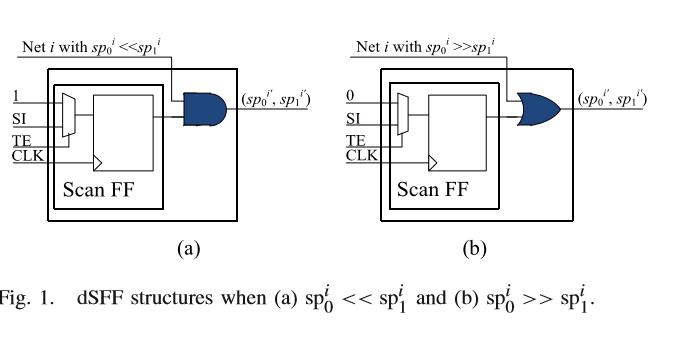 Net i with sp₀ⁱ <<sp₁ⁱ
1
SI
TE
CLK
Scan FF
(sp₀ⁱ', sp₁ⁱ')
(a)
Net i with sp₀ⁱ >>sp₁ⁱ
0
SI
TE
CLK
Scan FF
(sp₀ⁱ', sp₁ⁱ')
(b)
Fig. 1. dSFF structures when (a) sp₀ⁱ << sp₁ⁱ and (b) sp₀ⁱ >> sp₁ⁱ.